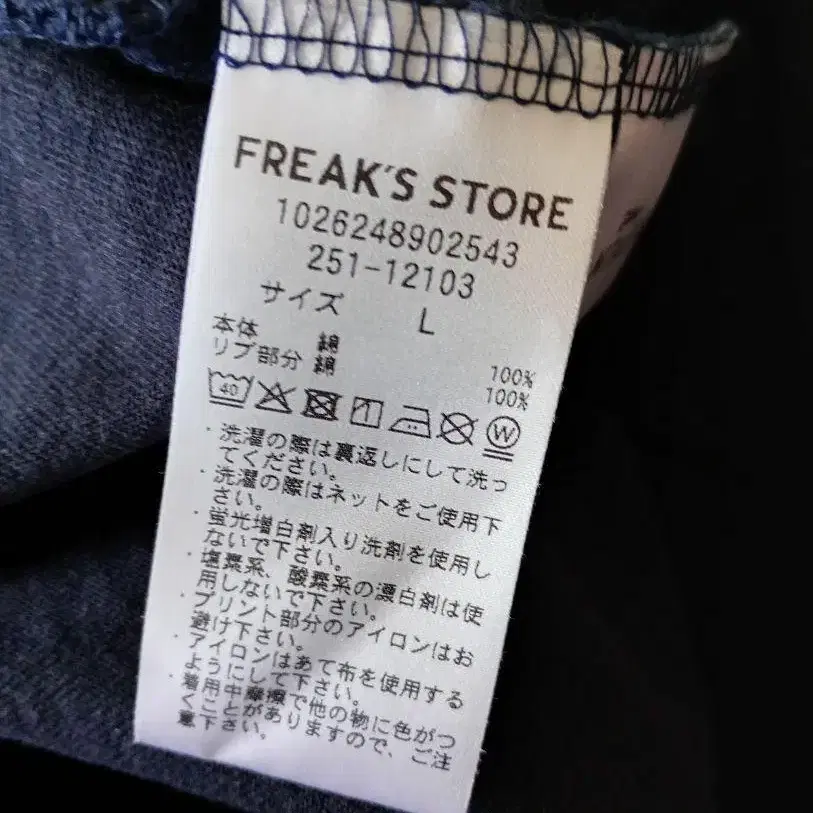 FREAK'S STORE
1026248902543
251-12103
サイズ L
本体 綿 100%
リブ部分 綿 100%
40 W
・洗濯の際は裏返しにして洗っ
てください。
・洗濯の際はネットをご使用下
さい。
・蛍光増白剤入り洗剤を使用し
ないで下さい。
・塩素系、酸素系の漂白剤は使
用しないで下さい。
・プリント部分のアイロンはお
避け下さい。
・アイロンはあて布を使用する
ようにして下さい。
・着用中摩擦で他の物に色がつ
くことがありますので、ご注
意下さい。